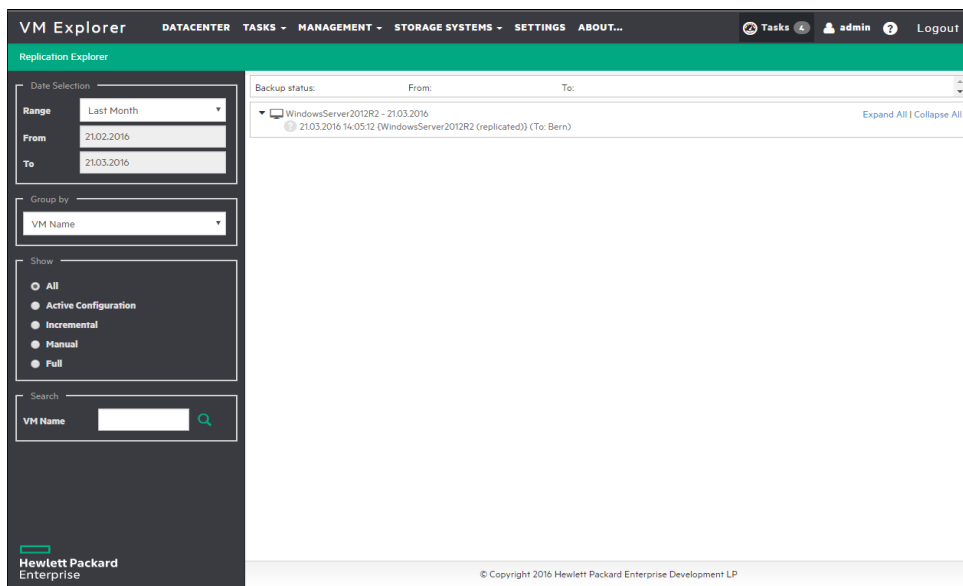 VM Explorer DATACENTER TASKS MANAGEMENT STORAGE SYSTEMS SETTINGS ABOUT... Tasks 4 admin ? Logout
Replication Explorer
Date Selection
Range Last Month
From 21.02.2016
To 21.03.2016
Group by
VM Name
Show
All
Active Configuration
Incremental
Manual
Full
Search
VM Name
Hewlett Packard
Enterprise
Backup status: From: To:
WindowsServer2012R2 - 21.03.2016 Expand All | Collapse All
? 21.03.2016 14:05:12 {WindowsServer2012R2 (replicated)} (To: Bern)
© Copyright 2016 Hewlett Packard Enterprise Development LP